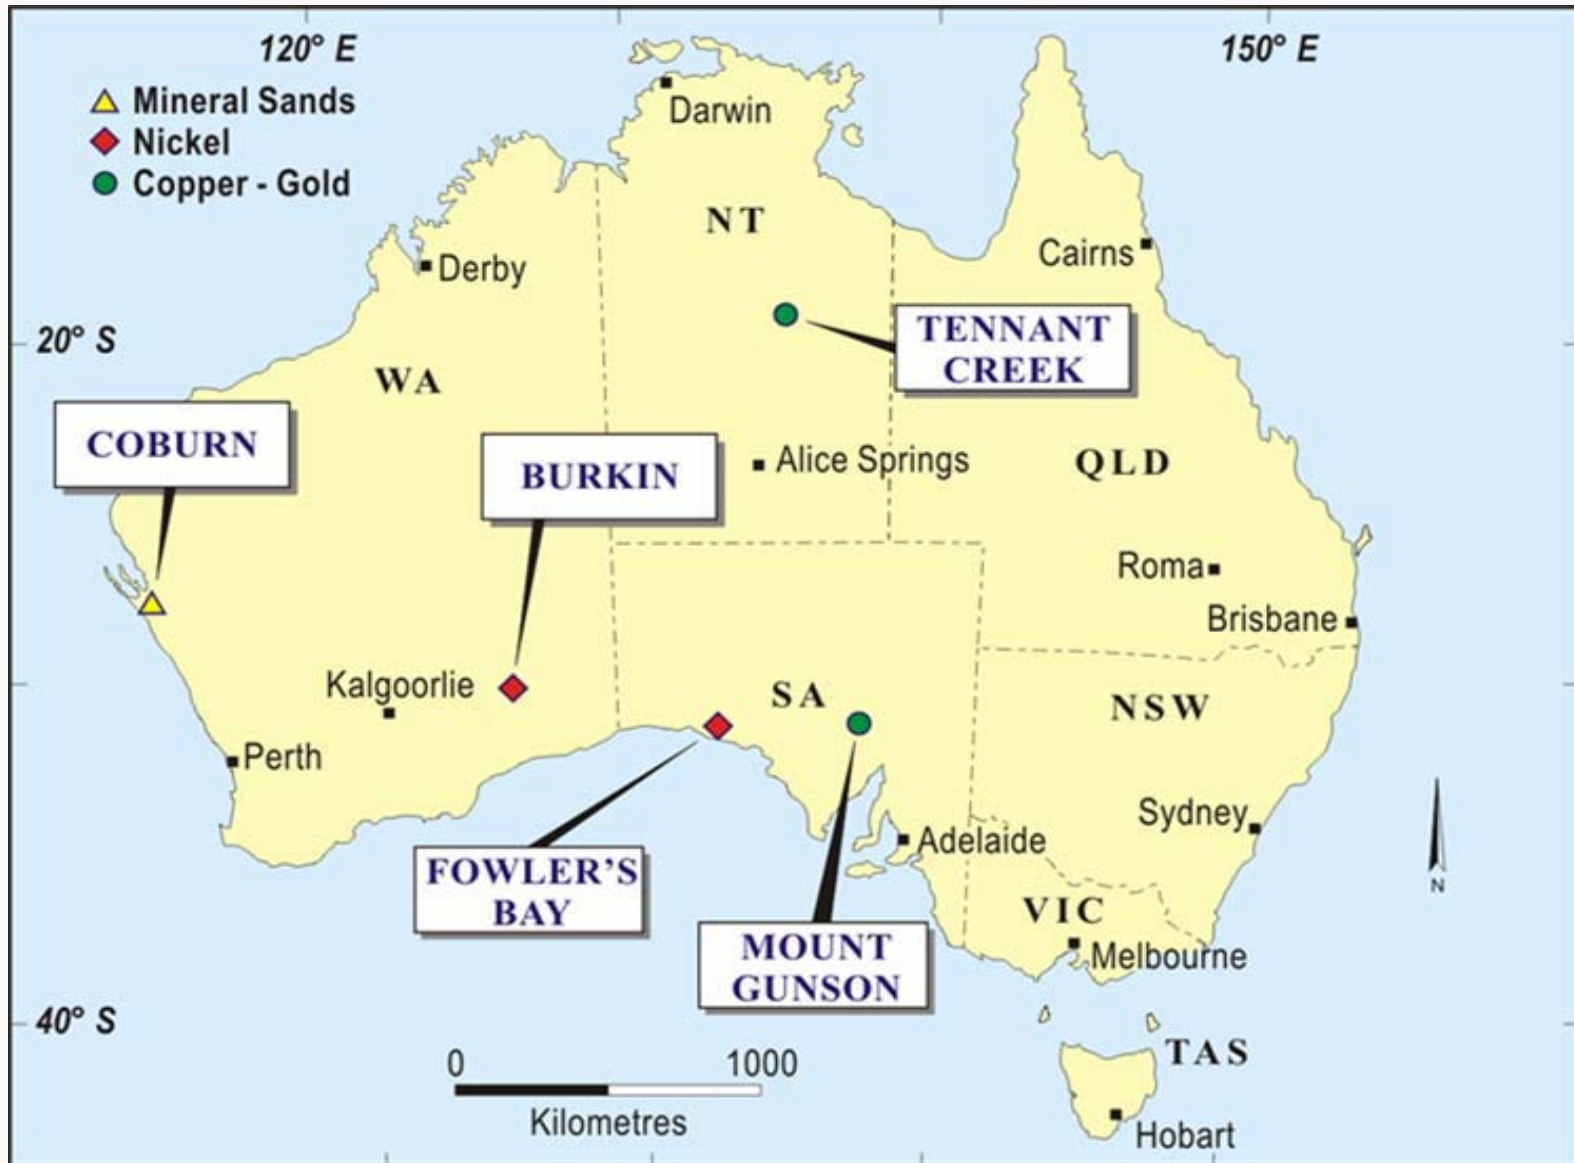 120° E
150° E
Mineral Sands
Nickel
Copper - Gold
Darwin
NT
Cairns
Derby
20° S
TENNANT
CREEK
WA
COBURN
BURKIN
Alice Springs
QLD
Roma
Brisbane
Kalgoorlie
SA
NSW
Perth
Sydney
Adelaide
FOWLER'S
BAY
N
VIC
MOUNT
GUNSON
Melbourne
40° S
TAS
0 1000
Kilometres
Hobart